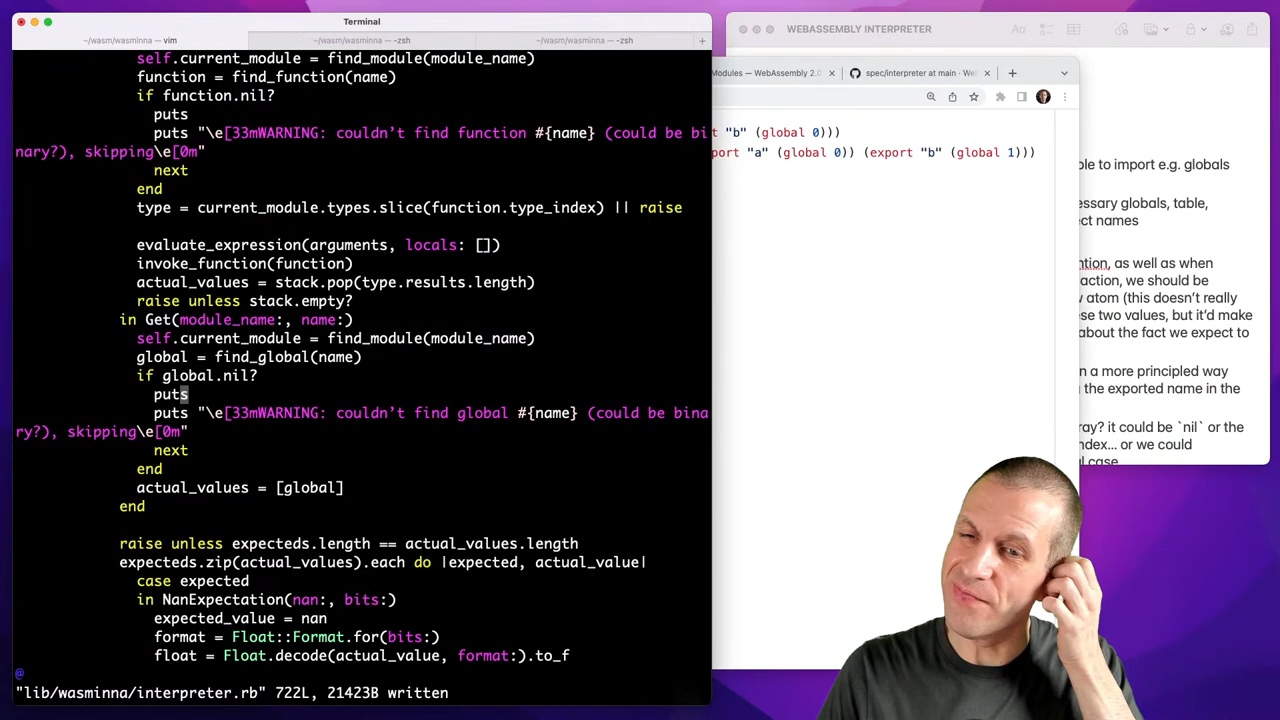 Terminal
~/wasm/wasminna — vim
~/wasm/wasminna — -zsh
~/wasm/wasminna — -zsh
self.current_module = find_module(module_name)
function = find_function(name)
if function.nil?
puts
puts "\e[33mWARNING: couldn't find function #{name} (could be bi
nary?), skipping\e[0m"
next
end
type = current_module.types.slice(function.type_index) || raise
evaluate_expression(arguments, locals: [])
invoke_function(function)
actual_values = stack.pop(type.results.length)
raise unless stack.empty?
in Get(module_name:, name:)
self.current_module = find_module(module_name)
global = find_global(name)
if global.nil?
puts
puts "\e[33mWARNING: couldn't find global #{name} (could be bina
ry?), skipping\e[0m"
next
end
actual_values = [global]
end
raise unless expecteds.length == actual_values.length
expecteds.zip(actual_values).each do |expected, actual_value|
case expected
in NanExpectation(nan:, bits:)
expected_value = nan
format = Float::Format.for(bits:)
float = Float.decode(actual_value, format:).to_f
@
"lib/wasminna/interpreter.rb" 722L, 21423B written
WEBASSEMBLY INTERPRETER
Aa
Modules — WebAssembly 2.0
spec/interpreter at main · We
t "b" (global 0)))
port "a" (global 0)) (export "b" (global 1)))
ble to import e.g. globals
essary globals, table,
ect names
ntion, as well as when
action, we should be
w atom (this doesn't really
ese two values, but it'd make
about the fact we expect to
n a more principled way
g the exported name in the
ray? it could be `nil` or the
ndex... or we could
al case